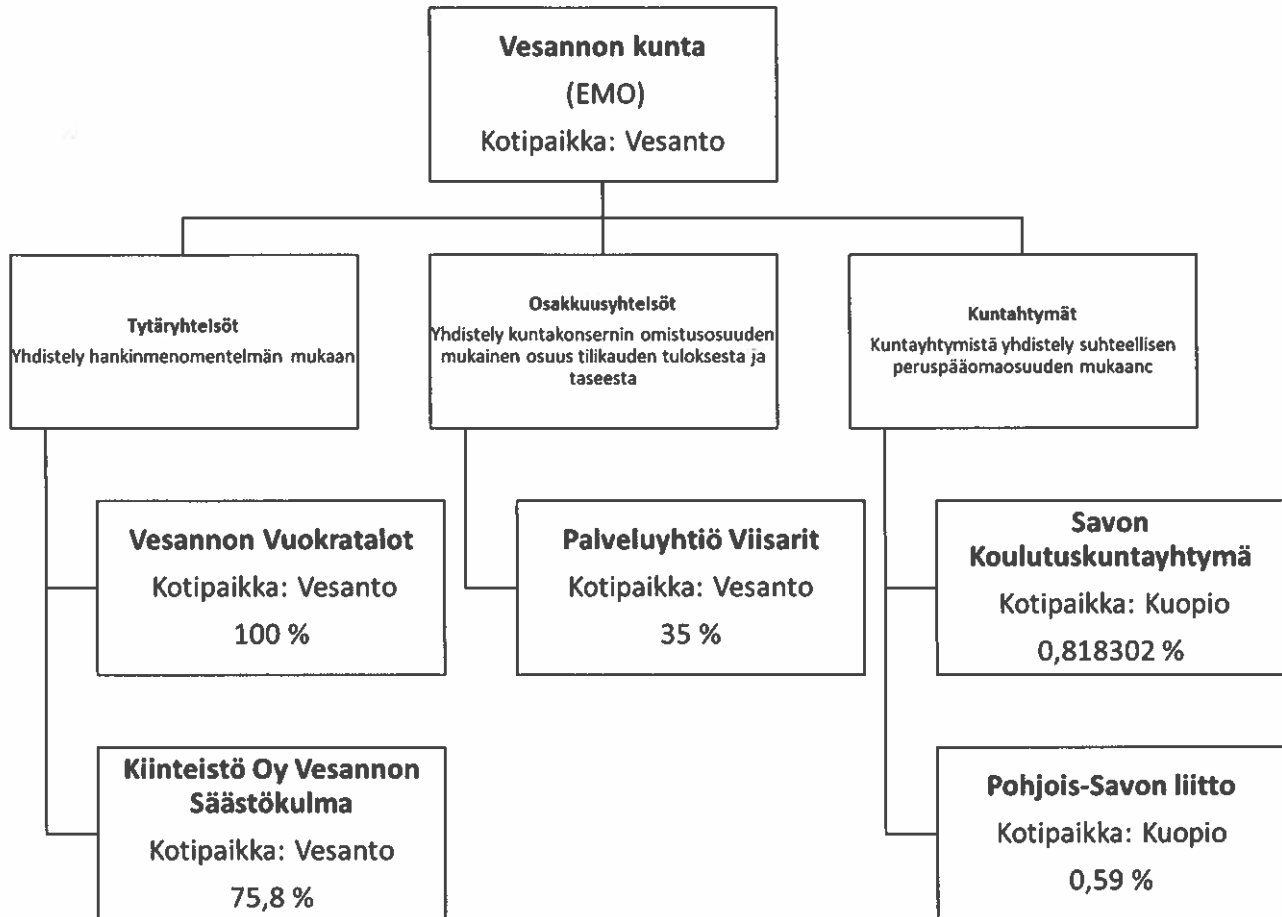 Vesannon kunta
(EMO)
Kotipaikka: Vesanto
Tytäryhteisöt
Yhdistely hankinmenomentelmän mukaan
Osakkuusyhteisöt
Yhdistely kuntakonsernin omistusosuuden
mukainen osuus tilikauden tuloksesta ja
taseesta
Kuntahtymät
Kuntayhtymistä yhdistely suhteellisen
peruspääomaosuuden mukaanc
Vesannon Vuokratalot
Kotipaikka: Vesanto
100 %
Palveluyhtiö Viisarit
Kotipaikka: Vesanto
35 %
Savon
Koulutuskuntayhtymä
Kotipaikka: Kuopio
0,818302 %
Kiinteistö Oy Vesannon
Säästökulma
Kotipaikka: Vesanto
75,8 %
Pohjois-Savon liitto
Kotipaikka: Kuopio
0,59 %